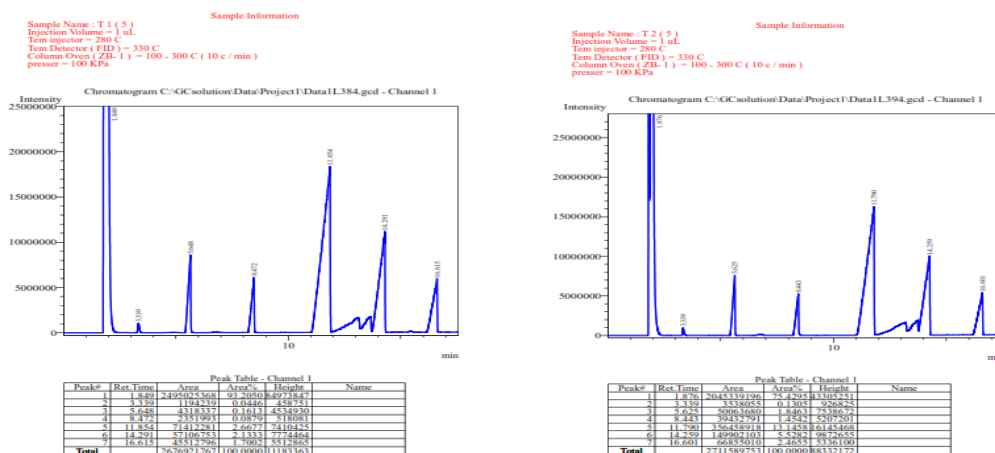 Sample Information
Sample Name : T 1 ( 5 )
Injection Volume = 1 uL
Tem injector = 280 C
Tem Detector ( FID ) = 330 C
Column Oven ( ZB- 1 ) = 100 - 300 C ( 10 c / min )
presser = 100 KPa
Chromatogram C:\GCsolution\Data\Project1\Data1L384.gcd - Channel 1
Intensity
25000000
20000000
15000000
10000000
5000000
0
1.849
3.339
5.648
8.472
11.854
14.291
16.615
10
min
Peak Table - Channel 1
Peak# Ret.Time Area Area% Height Name
1 1.849 2495025368 93.2050 84973847
2 3.339 1194239 0.0446 458751
3 5.648 4318337 0.1613 4534930
4 8.472 2351993 0.0879 518081
5 11.854 71412281 2.6677 7410425
6 14.291 57106753 2.1333 7774464
7 16.615 45512796 1.7002 5512865
Total 2676921767 100.0000 111183363
Sample Information
Sample Name : T 2 ( 5 )
Injection Volume = 1 uL
Tem injector = 280 C
Tem Detector ( FID ) = 330 C
Column Oven ( ZB- 1 ) = 100 - 300 C ( 10 c / min )
presser = 100 KPa
Chromatogram C:\GCsolution\Data\Project1\Data1L394.gcd - Channel 1
Intensity
25000000
20000000
15000000
10000000
5000000
0
1.876
3.339
5.625
8.443
11.790
14.259
16.601
10
min
Peak Table - Channel 1
Peak# Ret.Time Area Area% Height Name
1 1.876 2045339196 75.4295 43305251
2 3.339 3538055 0.1305 926825
3 5.625 50063680 1.8463 7538672
4 8.443 39432791 1.4542 5207201
5 11.790 356458918 13.1458 16145468
6 14.259 149902103 5.5282 9872655
7 16.601 66855010 2.4655 5336100
Total 2711589753 100.0000 88332172